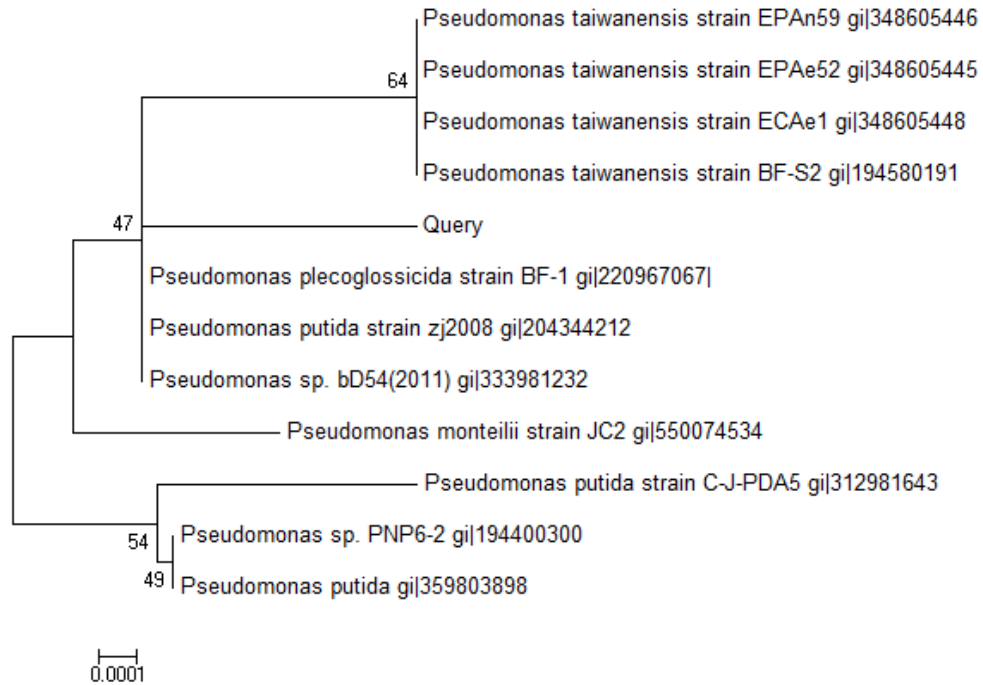 Pseudomonas taiwanensis strain EPAn59 gi|348605446
Pseudomonas taiwanensis strain EPAe52 gi|348605445
64
Pseudomonas taiwanensis strain ECAe1 gi|348605448
Pseudomonas taiwanensis strain BF-S2 gi|194580191
47
Query
Pseudomonas plecoglossicida strain BF-1 gi|220967067|
Pseudomonas putida strain zj2008 gi|204344212
Pseudomonas sp. bD54(2011) gi|333981232
Pseudomonas monteilii strain JC2 gi|550074534
Pseudomonas putida strain C-J-PDA5 gi|312981643
Pseudomonas sp. PNP6-2 gi|194400300
54
49
Pseudomonas putida gi|359803898
0.0001